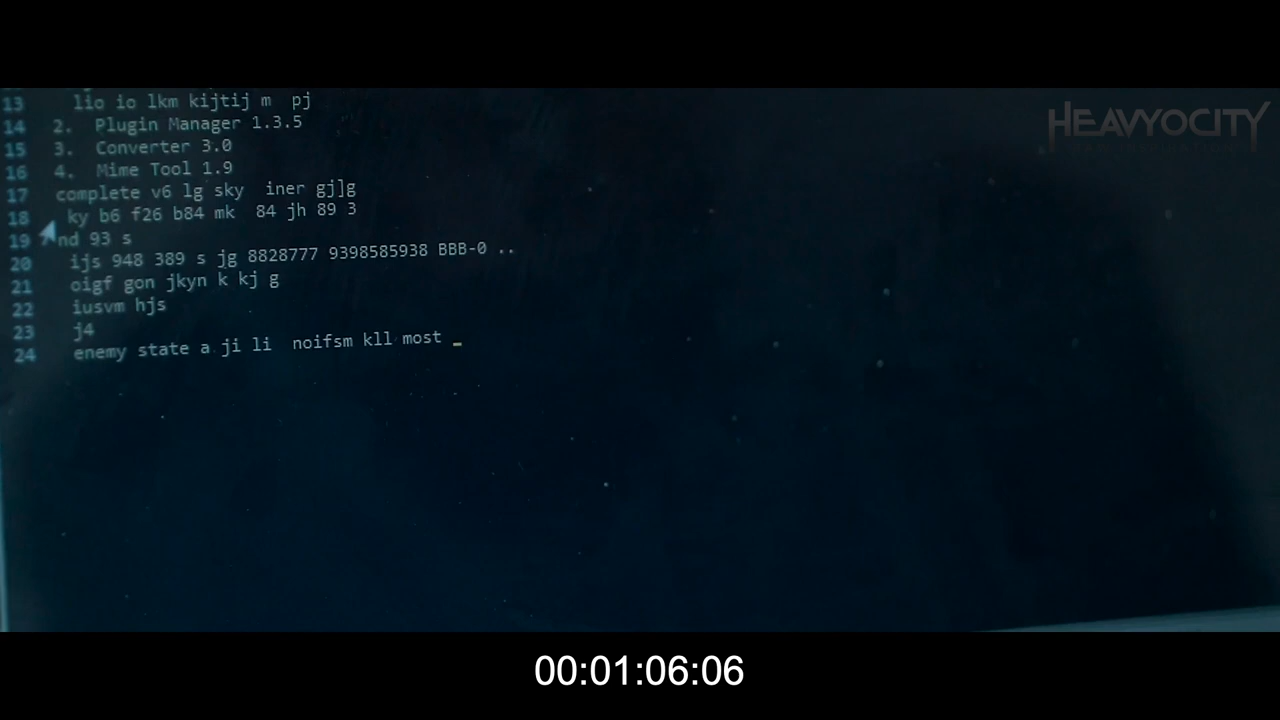 13 lio io lkm kijtij m pj
14 2. Plugin Manager 1.3.5
15 3. Converter 3.0
16 4. Mime Tool 1.9
17 complete v6 lg sky iner gj]g
18 ky b6 f26 b84 mk 84 jh 89 3
19 nd 93 s
20 ijs 948 389 s jg 8828777 9398585938 BBB-0 ..
21 oigf gon jkyn k kj g
22 iusvm hjs
23 j4
24 enemy state a ji li noifsm kll most _
HEAVYOCITY
00:01:06:06